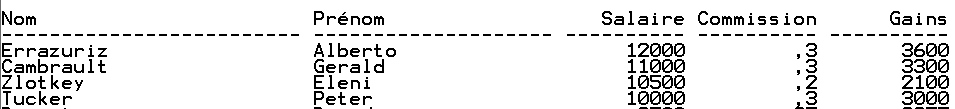 Nom Prénom Salaire Commission Gains
------------------------- -------------------- ---------- ---------- ----------
Errazuriz Alberto 12000 ,3 3600
Cambrault Gerald 11000 ,3 3300
Zlotkey Eleni 10500 ,2 2100
Tucker Peter 10000 ,3 3000